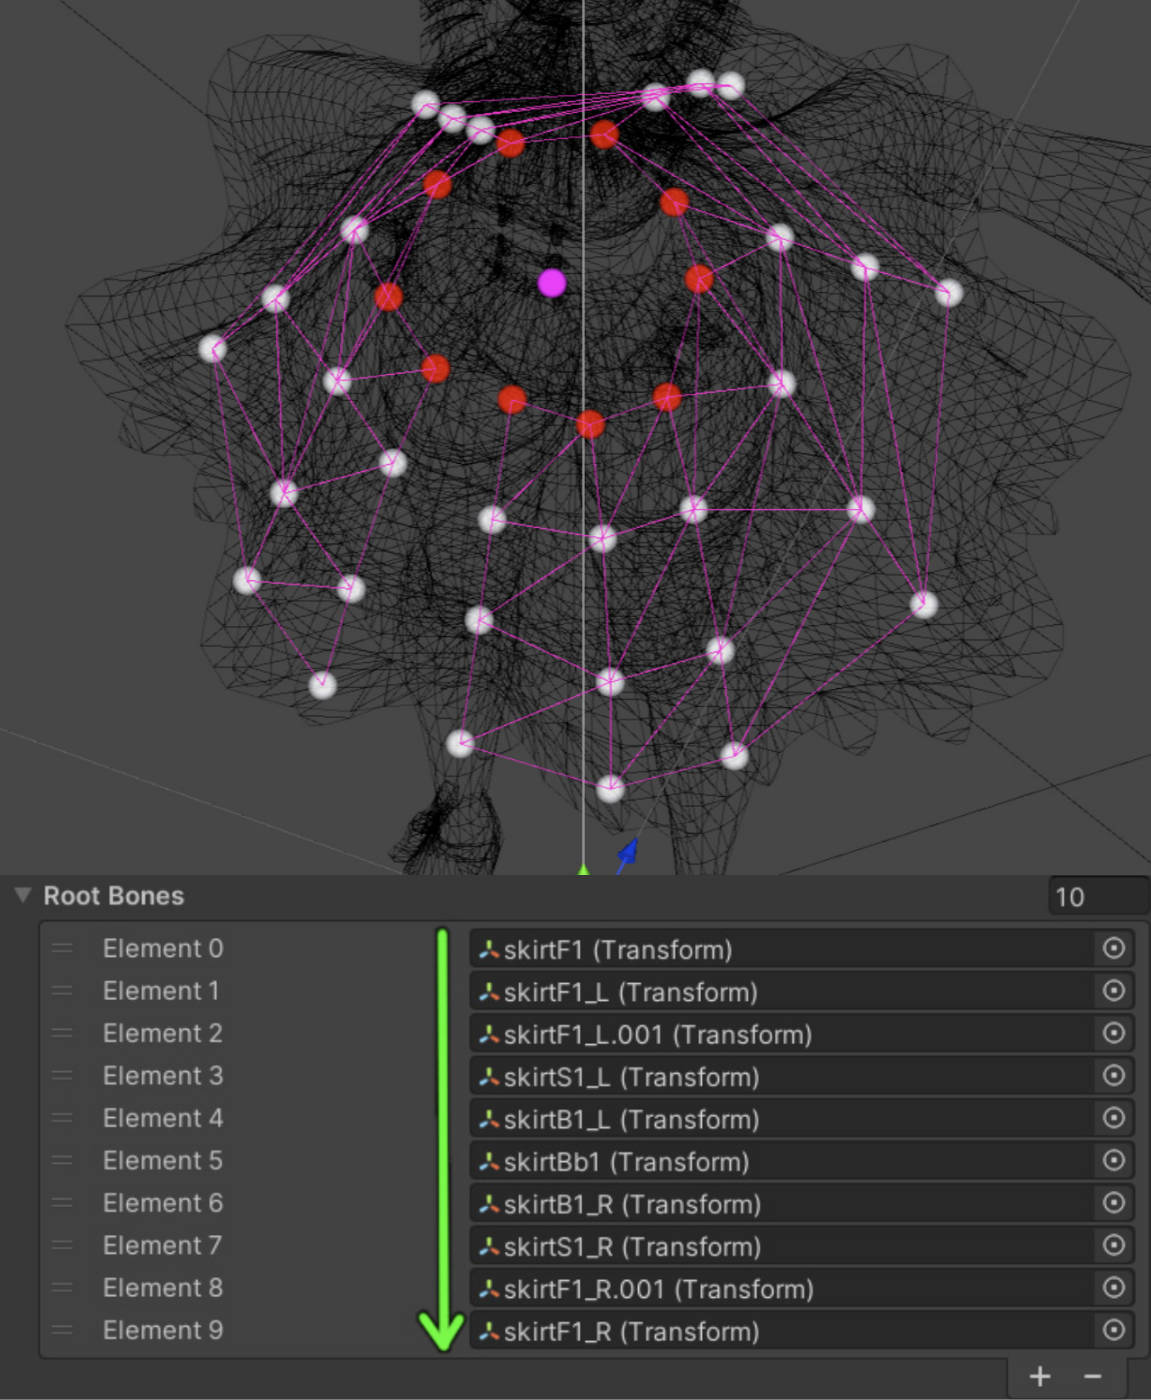 Root Bones 10
Element 0 skirtF1 (Transform)
Element 1 skirtF1_L (Transform)
Element 2 skirtF1_L.001 (Transform)
Element 3 skirtS1_L (Transform)
Element 4 skirtB1_L (Transform)
Element 5 skirtBb1 (Transform)
Element 6 skirtB1_R (Transform)
Element 7 skirtS1_R (Transform)
Element 8 skirtF1_R.001 (Transform)
Element 9 skirtF1_R (Transform)
+ −